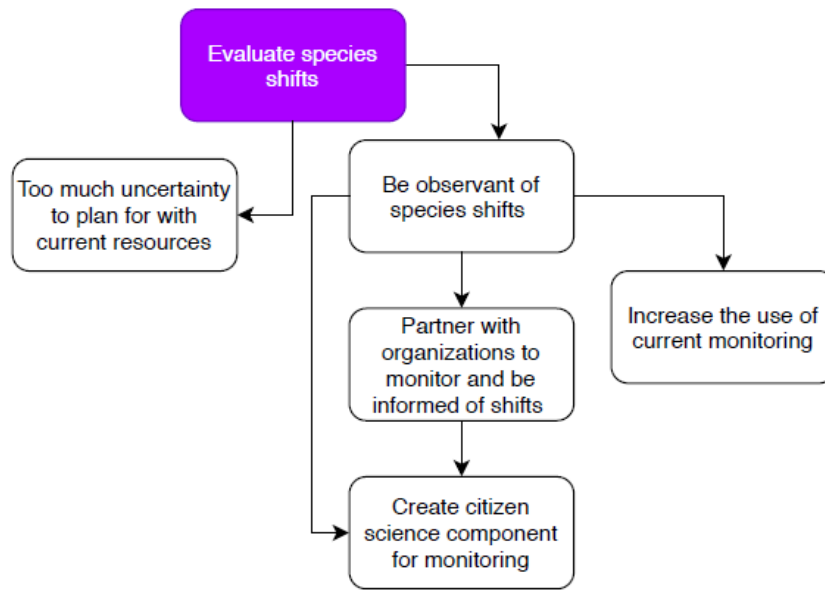 Evaluate species
shifts
Too much uncertainty
to plan for with
current resources
Be observant of
species shifts
Increase the use of
current monitoring
Partner with
organizations to
monitor and be
informed of shifts
Create citizen
science component
for monitoring